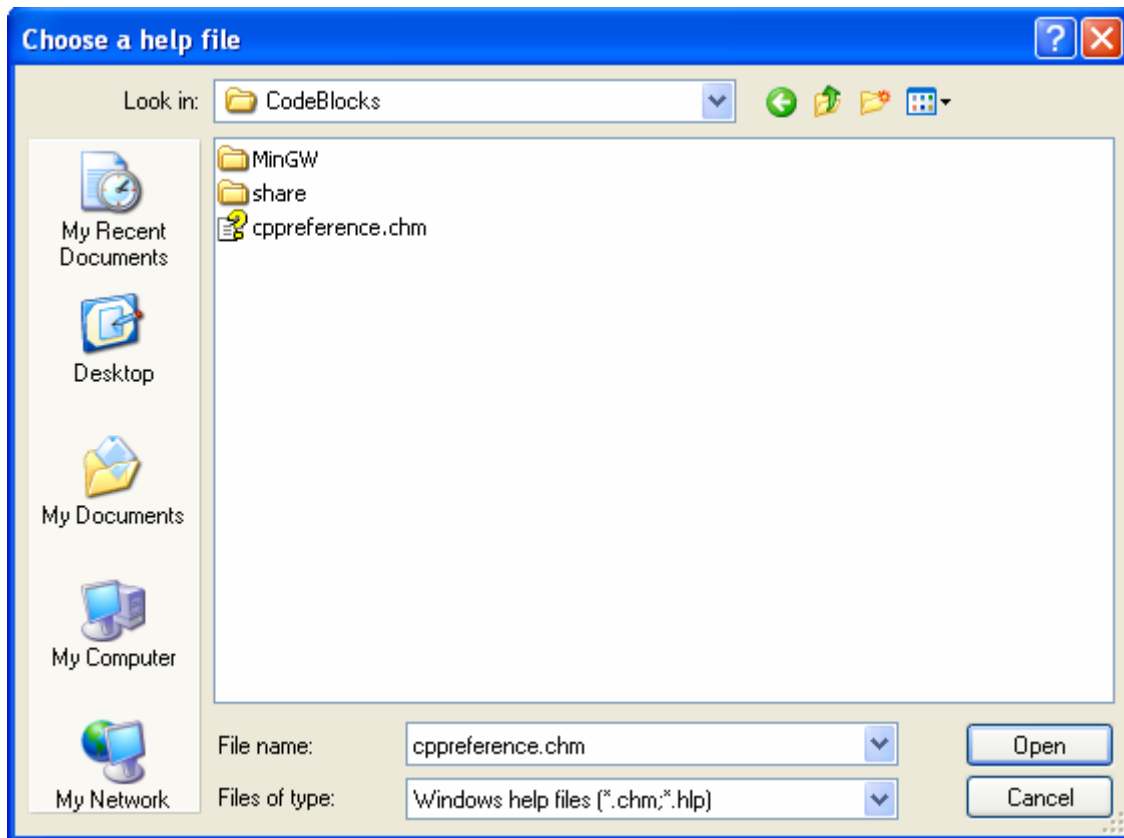 Choose a help file
Look in:
CodeBlocks
My Recent
Documents
Desktop
My Documents
My Computer
My Network
MinGW
share
cppreference.chm
File name:
cppreference.chm
Open
Files of type:
Windows help files (*.chm;*.hlp)
Cancel